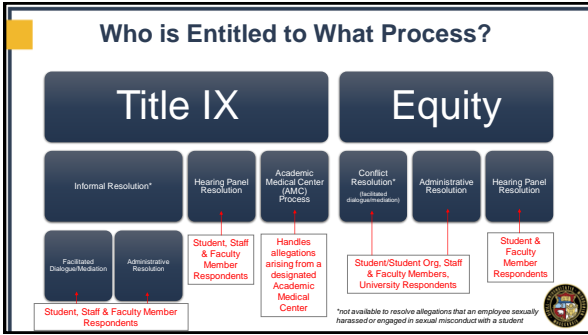 Who is Entitled to What Process?
Title IX
Equity
Informal Resolution*
Hearing Panel
Resolution
Academic
Medical Center
(AMC)
Process
Conflict
Resolution*
(facilitated
dialogue/mediation)
Administrative
Resolution
Hearing Panel
Resolution
Facilitated
Dialogue/Mediation
Administrative
Resolution
Student, Staff
& Faculty
Member
Respondents
Handles
allegations
arising from a
designated
Academic
Medical
Center
Student/Student Org, Staff
& Faculty Members,
University Respondents
Student &
Faculty
Member
Respondents
Student, Staff & Faculty Member
Respondents
*not available to resolve allegations that an employee sexually
harassed or engaged in sexual misconduct with a student